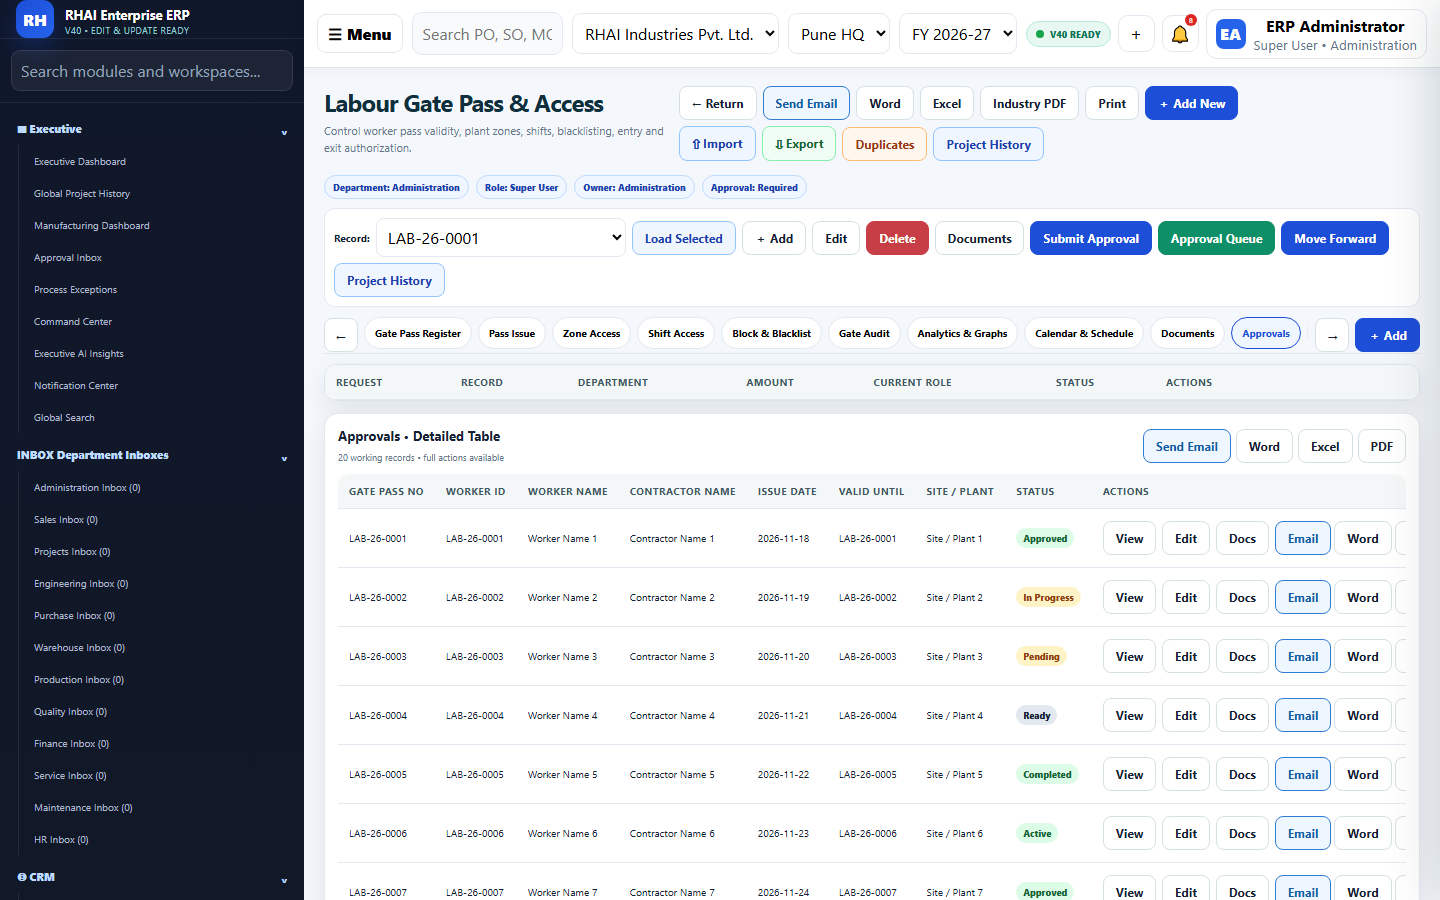 RH
RHAI Enterprise ERP
V40 • EDIT & UPDATE READY
Search modules and workspaces...
Executive
Executive Dashboard
Global Project History
Manufacturing Dashboard
Approval Inbox
Process Exceptions
Command Center
Executive AI Insights
Notification Center
Global Search
INBOX Department Inboxes
Administration Inbox (0)
Sales Inbox (0)
Projects Inbox (0)
Engineering Inbox (0)
Purchase Inbox (0)
Warehouse Inbox (0)
Production Inbox (0)
Quality Inbox (0)
Finance Inbox (0)
Service Inbox (0)
Maintenance Inbox (0)
HR Inbox (0)
CRM
☰ Menu
Search PO, SO, MO
RHAI Industries Pvt. Ltd.
Pune HQ
FY 2026-27
V40 READY
+
8
EA
ERP Administrator
Super User • Administration
Labour Gate Pass & Access
Control worker pass validity, plant zones, shifts, blacklisting, entry and
exit authorization.
← Return
Send Email
Word
Excel
Industry PDF
Print
+ Add New
⇧ Import
⇩ Export
Duplicates
Project History
Department: Administration
Role: Super User
Owner: Administration
Approval: Required
Record:
LAB-26-0001
Load Selected
+ Add
Edit
Delete
Documents
Submit Approval
Approval Queue
Move Forward
Project History
←
Gate Pass Register
Pass Issue
Zone Access
Shift Access
Block & Blacklist
Gate Audit
Analytics & Graphs
Calendar & Schedule
Documents
Approvals
→
+ Add
REQUEST RECORD DEPARTMENT AMOUNT CURRENT ROLE STATUS ACTIONS
Approvals • Detailed Table
20 working records • full actions available
Send Email
Word
Excel
PDF
GATE PASS NO WORKER ID WORKER NAME CONTRACTOR NAME ISSUE DATE VALID UNTIL SITE / PLANT STATUS ACTIONS
LAB-26-0001 LAB-26-0001 Worker Name 1 Contractor Name 1 2026-11-18 LAB-26-0001 Site / Plant 1 Approved View Edit Docs Email Word
LAB-26-0002 LAB-26-0002 Worker Name 2 Contractor Name 2 2026-11-19 LAB-26-0002 Site / Plant 2 In Progress View Edit Docs Email Word
LAB-26-0003 LAB-26-0003 Worker Name 3 Contractor Name 3 2026-11-20 LAB-26-0003 Site / Plant 3 Pending View Edit Docs Email Word
LAB-26-0004 LAB-26-0004 Worker Name 4 Contractor Name 4 2026-11-21 LAB-26-0004 Site / Plant 4 Ready View Edit Docs Email Word
LAB-26-0005 LAB-26-0005 Worker Name 5 Contractor Name 5 2026-11-22 LAB-26-0005 Site / Plant 5 Completed View Edit Docs Email Word
LAB-26-0006 LAB-26-0006 Worker Name 6 Contractor Name 6 2026-11-23 LAB-26-0006 Site / Plant 6 Active View Edit Docs Email Word
LAB-26-0007 LAB-26-0007 Worker Name 7 Contractor Name 7 2026-11-24 LAB-26-0007 Site / Plant 7 Approved View Edit Docs Email Word